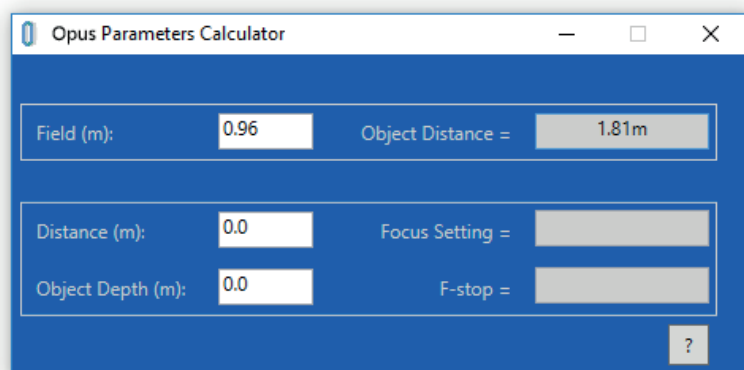 Opus Parameters Calculator
Field (m): 0.96 Object Distance = 1.81m
Distance (m): 0.0 Focus Setting =
Object Depth (m): 0.0 F-stop =
?